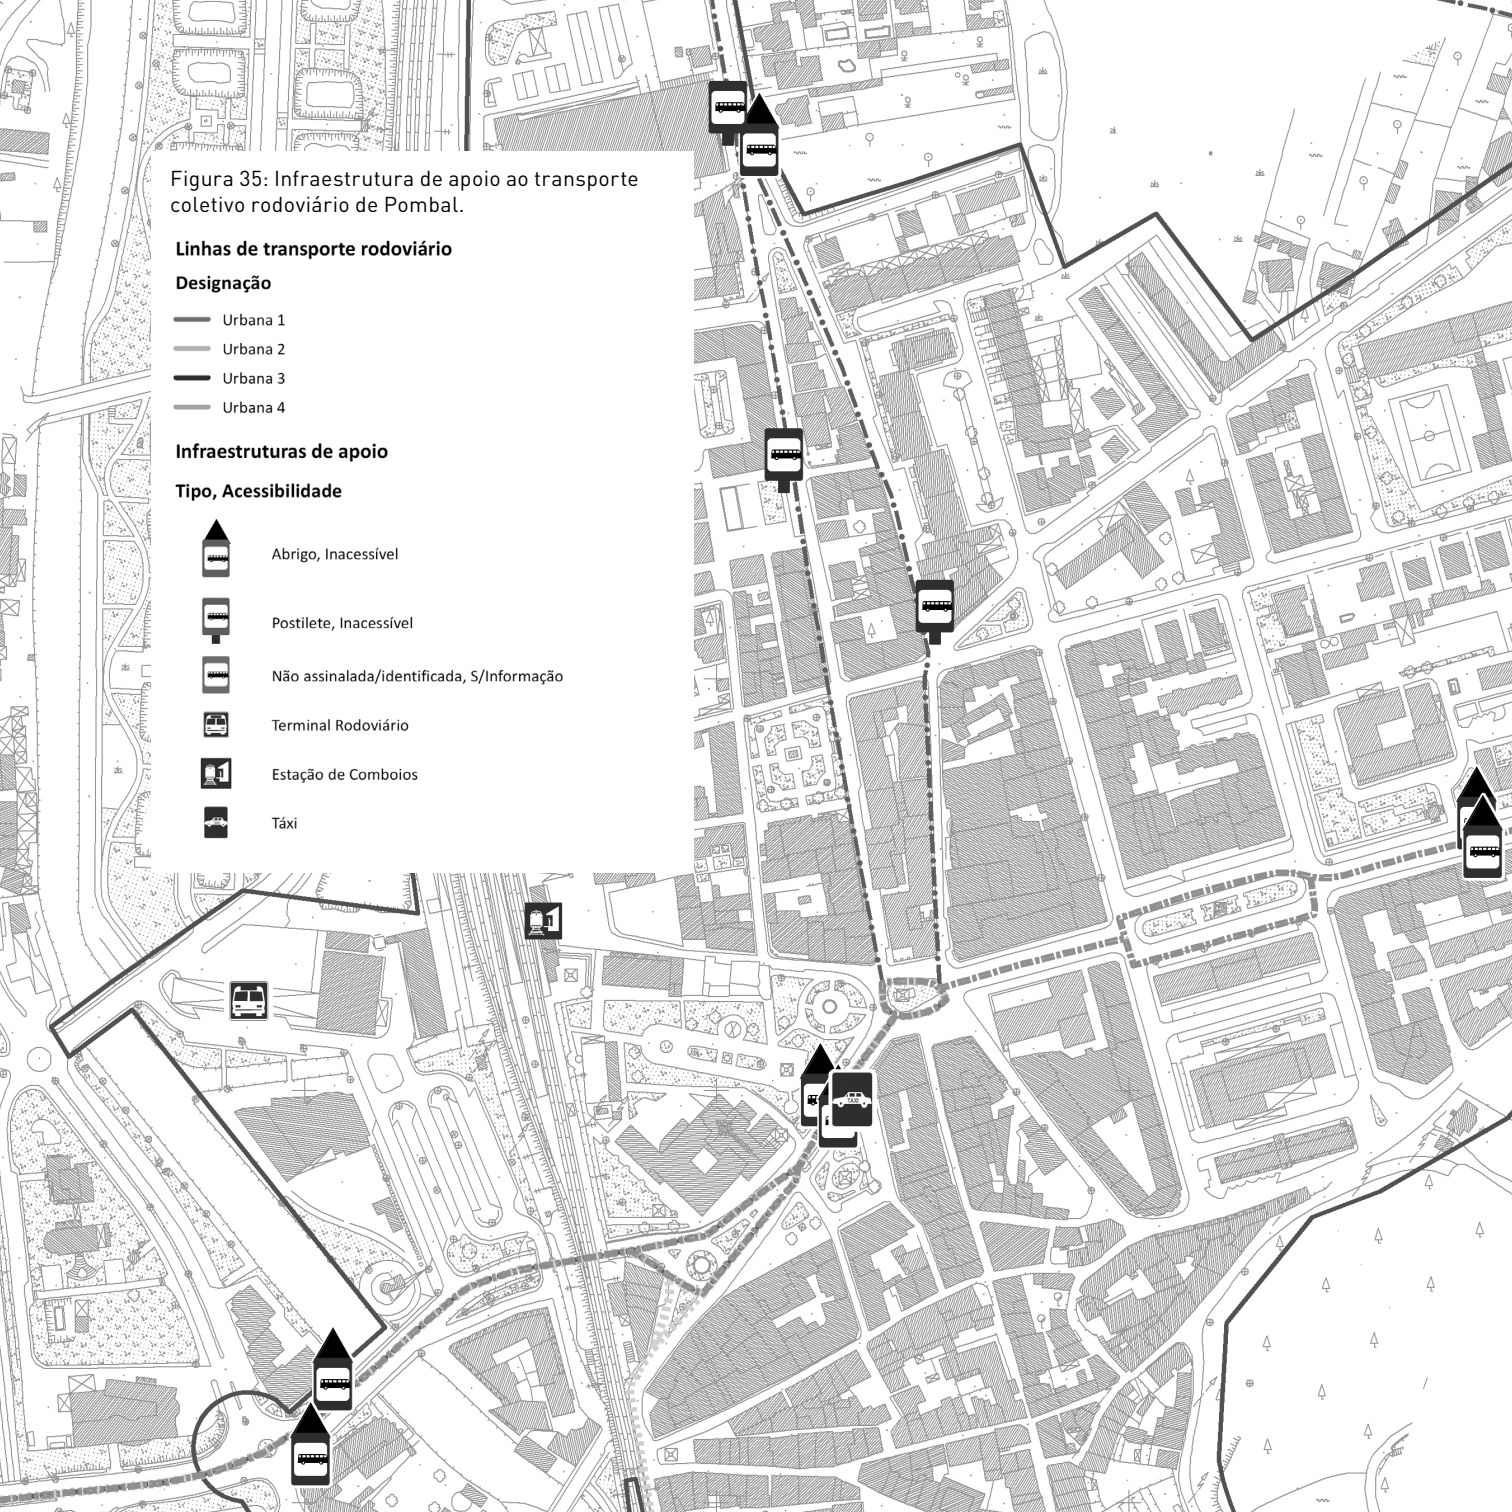 Figura 35: Infraestrutura de apoio ao transporte
coletivo rodoviário de Pombal.
Linhas de transporte rodoviário
Designação
Urbana 1
Urbana 2
Urbana 3
Urbana 4
Infraestruturas de apoio
Tipo, Acessibilidade
Abrigo, Inacessível
Postilete, Inacessível
Não assinalada/identificada, S/Informação
Terminal Rodoviário
Estação de Comboios
Táxi
TAXI